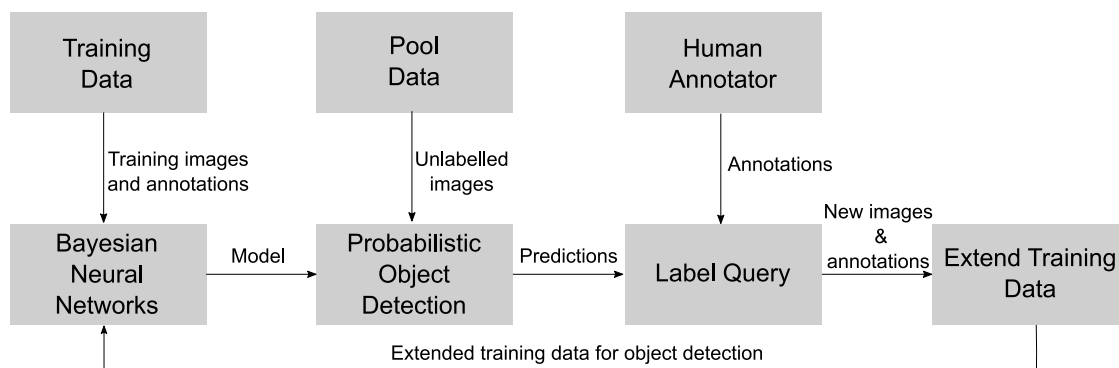 Training
Data
Pool
Data
Human
Annotator
Training images
and annotations
Unlabelled
images
Annotations
Bayesian
Neural
Networks
Model
Probabilistic
Object
Detection
Predictions
Label Query
New images
&
annotations
Extend Training
Data
Extended training data for object detection